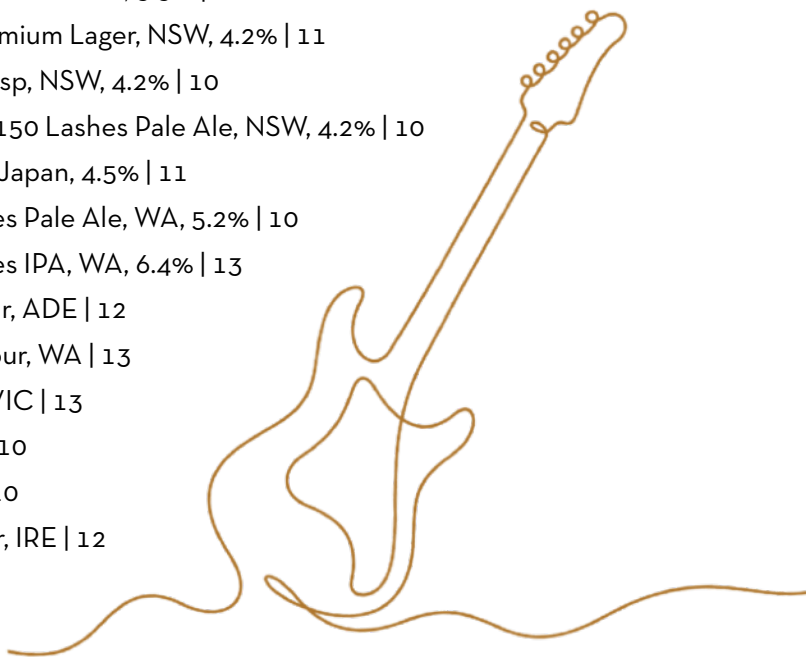 mium Lager, NSW, 4.2% | 11
sp, NSW, 4.2% | 10
150 Lashes Pale Ale, NSW, 4.2% | 10
Japan, 4.5% | 11
es Pale Ale, WA, 5.2% | 10
es IPA, WA, 6.4% | 13
r, ADE | 12
our, WA | 13
VIC | 13
10
0
r, IRE | 12